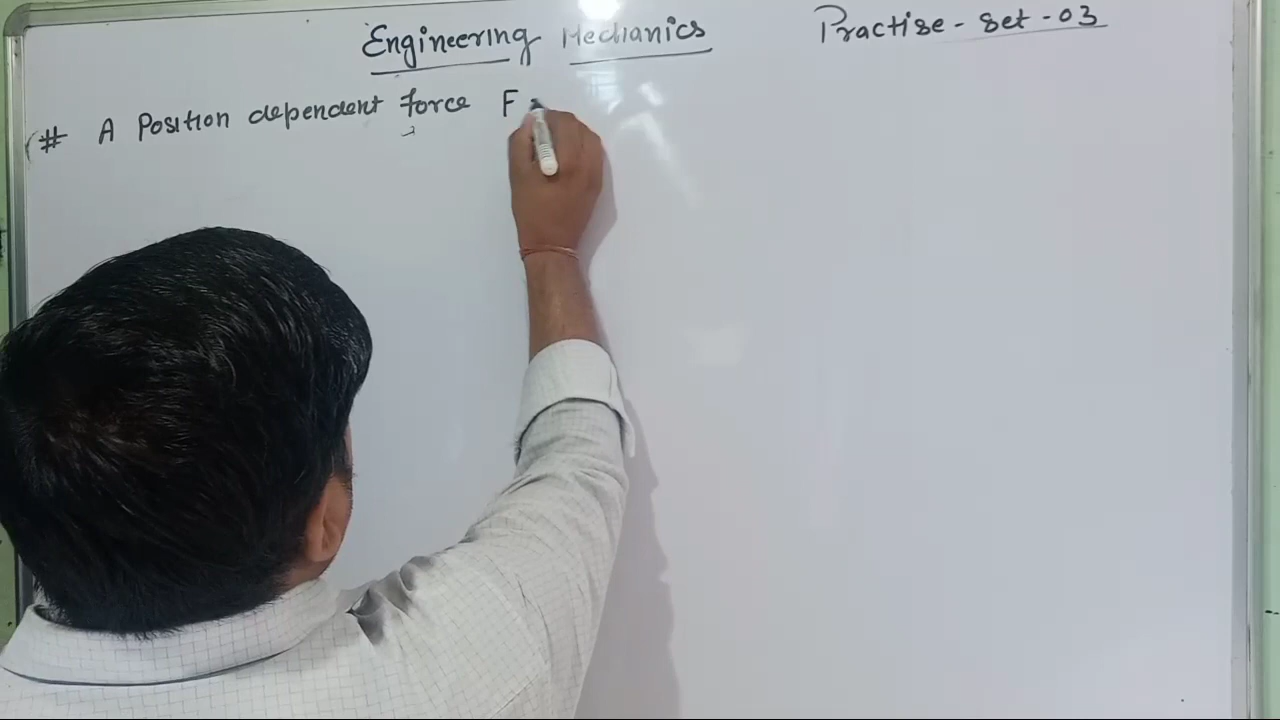 Engineering Mechanics
Practise - Set - 03
# A Position dependent force F